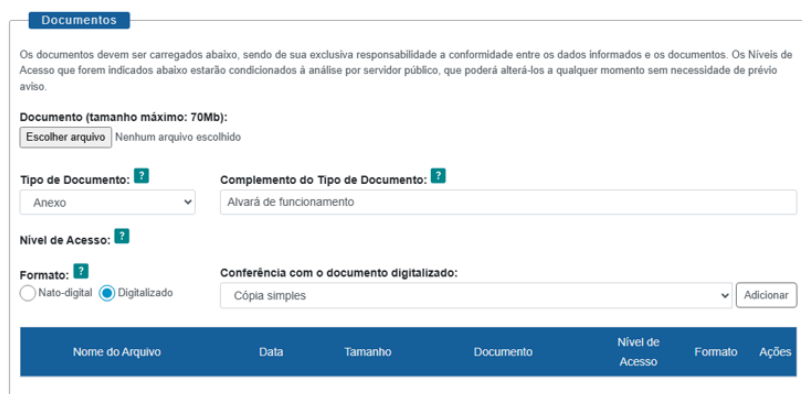 Documentos
Os documentos devem ser carregados abaixo, sendo de sua exclusiva responsabilidade a conformidade entre os dados informados e os documentos. Os Níveis de
Acesso que forem indicados abaixo estarão condicionados à análise por servidor público, que poderá alterá-los a qualquer momento sem necessidade de prévio
aviso.
Documento (tamanho máximo: 70Mb):
Escolher arquivo Nenhum arquivo escolhido
Tipo de Documento: ? Complemento do Tipo de Documento: ?
Anexo Alvará de funcionamento
Nível de Acesso: ?
Formato: ? Conferência com o documento digitalizado:
Nato-digital Digitalizado Cópia simples Adicionar
Nome do Arquivo Data Tamanho Documento Nível de Acesso Formato Ações